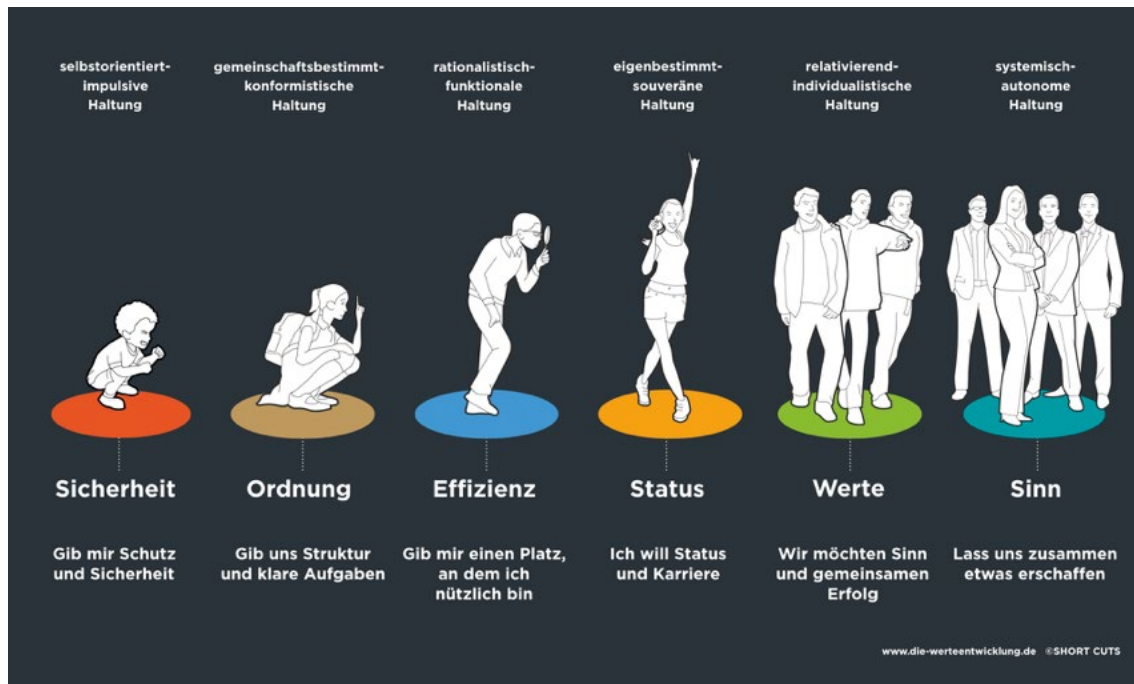 selbstorientiert-
impulsive
Haltung
gemeinschaftsbestimmt-
konformistische
Haltung
rationalistisch-
funktionale
Haltung
eigenbestimmt-
souveräne
Haltung
relativierend-
individualistische
Haltung
systemisch-
autonome
Haltung
Sicherheit
Ordnung
Effizienz
Status
Werte
Sinn
Gib mir Schutz
und Sicherheit
Gib uns Struktur
und klare Aufgaben
Gib mir einen Platz,
an dem ich
nützlich bin
Ich will Status
und Karriere
Wir möchten Sinn
und gemeinsamen
Erfolg
Lass uns zusammen
etwas erschaffen
www.die-werteentwicklung.de ©SHORT CUTS